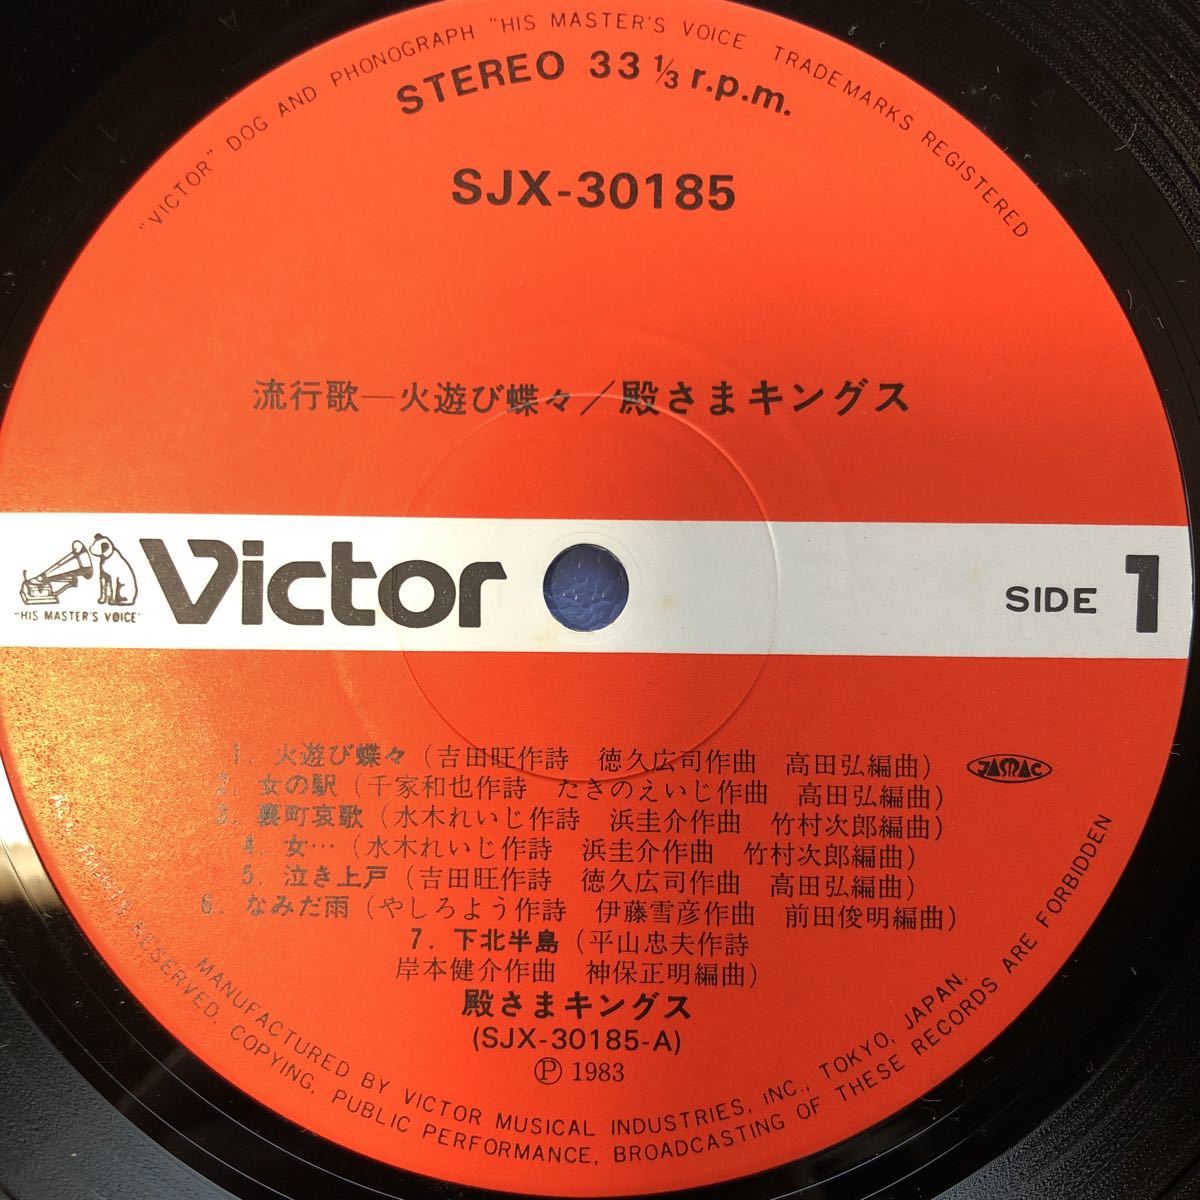 "VICTOR" DOG AND PHONOGRAPH "HIS MASTER'S VOICE TRADEMARKS REGISTERED
STEREO 33 1/3 r.p.m.
SJX-30185
流行歌—火遊び蝶々/殿さまキングス
"HIS MASTER'S VOICE"
Victor
SIDE 1
1. 火遊び蝶々(吉田旺作詩 徳久広司作曲 高田弘編曲)
JASRAC
2. 女の駅(千家和也作詩 たきのえいじ作曲 高田弘編曲)
3. 裏町哀歌(水木れいじ作詩 浜圭介作曲 竹村次郎編曲)
4. 女…(水木れいじ作詩 浜圭介作曲 竹村次郎編曲)
5. 泣き上戸(吉田旺作詩 徳久広司作曲 高田弘編曲)
6. なみだ雨(やしろよう作詩 伊藤雪彦作曲 前田俊明編曲)
7. 下北半島(平山忠夫作詩
岸本健介作曲 神保正明編曲)
殿さまキングス
(SJX-30185-A)
Ⓟ 1983
MANUFACTURED BY VICTOR MUSICAL INDUSTRIES, INC., TOKYO, JAPAN.
ALL RIGHTS RESERVED, COPYING, PUBLIC PERFORMANCE, BROADCASTING OF THESE RECORDS ARE FORBIDDEN